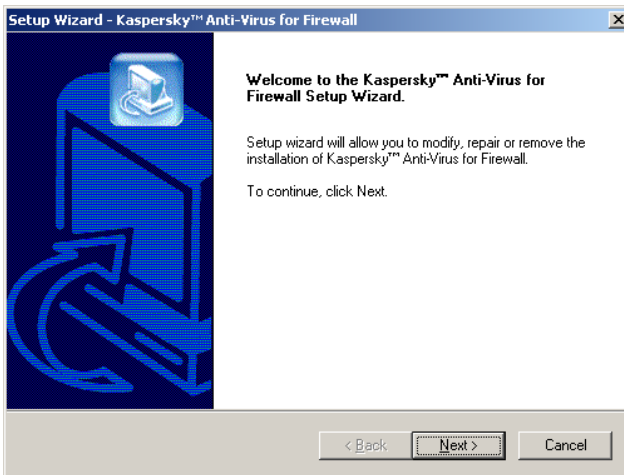 Setup Wizard - Kaspersky™ Anti-Virus for Firewall
Welcome to the Kaspersky™ Anti-Virus for
Firewall Setup Wizard.
Setup wizard will allow you to modify, repair or remove the
installation of Kaspersky™ Anti-Virus for Firewall.
To continue, click Next.
< Back
Next >
Cancel